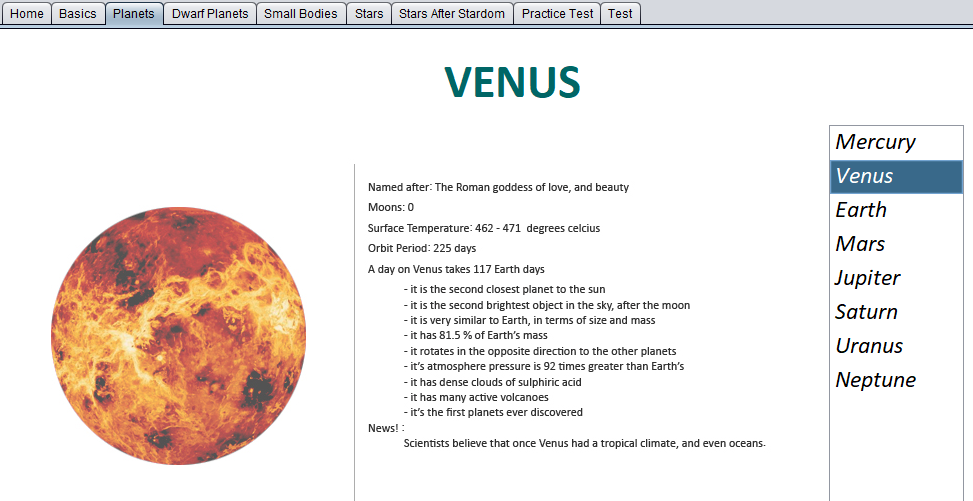 Home Basics Planets Dwarf Planets Small Bodies Stars Stars After Stardom Practice Test Test
VENUS
Named after: The Roman goddess of love, and beauty
Moons: 0
Surface Temperature: 462 - 471 degrees celcius
Orbit Period: 225 days
A day on Venus takes 117 Earth days
- it is the second closest planet to the sun
- it is the second brightest object in the sky, after the moon
- it is very similar to Earth, in terms of size and mass
- it has 81.5 % of Earth's mass
- it rotates in the opposite direction to the other planets
- it's atmosphere pressure is 92 times greater than Earth's
- it has dense clouds of sulphiric acid
- it has many active volcanoes
- it's the first planets ever discovered
News! :
Scientists believe that once Venus had a tropical climate, and even oceans.
Mercury
Venus
Earth
Mars
Jupiter
Saturn
Uranus
Neptune